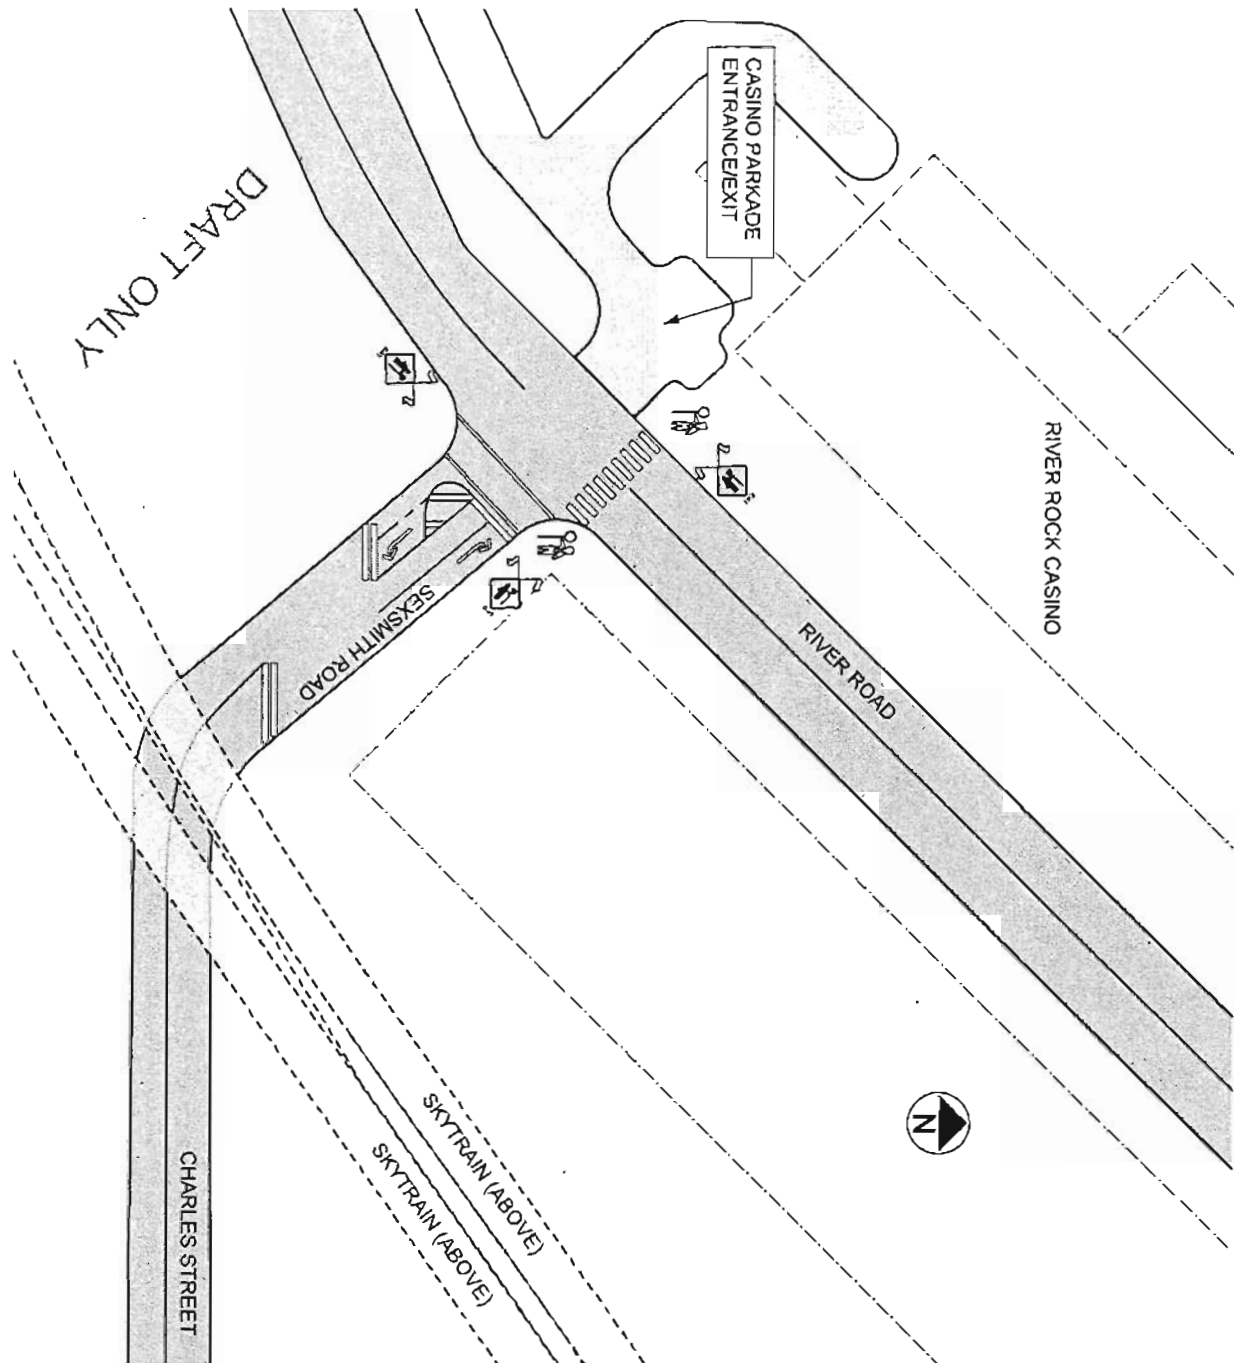 CASINO PARKADE
ENTRANCE/EXIT
DRAFT ONLY
RIVER ROCK CASINO
RIVER ROAD
SEXSMITH ROAD
N
SKYTRAIN (ABOVE)
SKYTRAIN (ABOVE)
CHARLES STREET